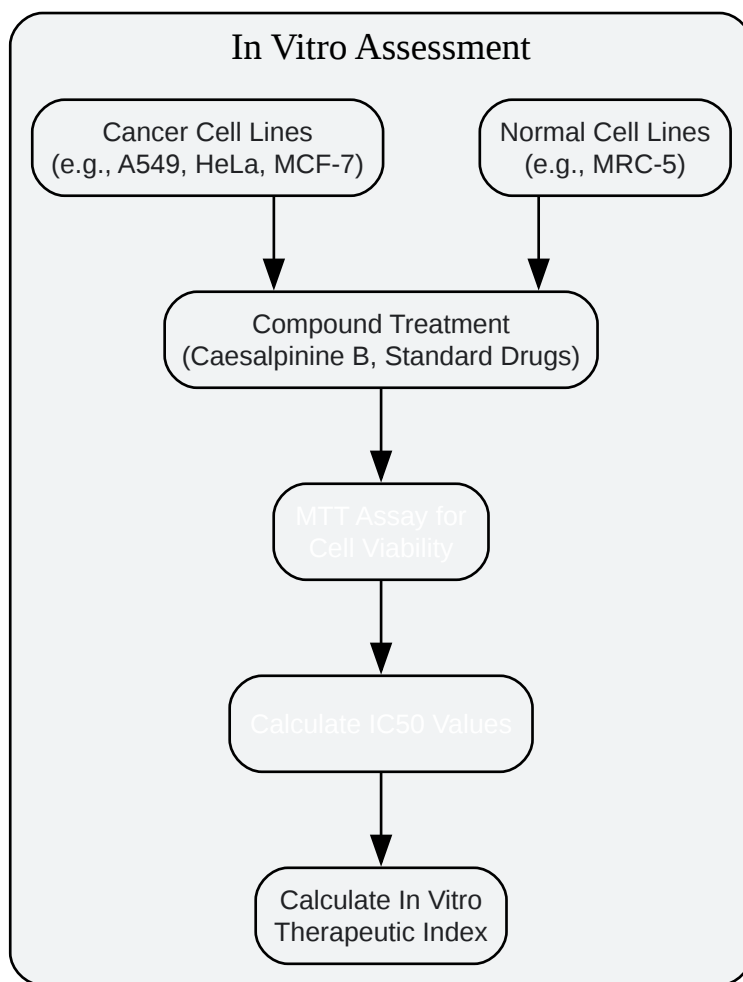 In Vitro Assessment
Cancer Cell Lines
(e.g., A549, HeLa, MCF-7)
Normal Cell Lines
(e.g., MRC-5)
Compound Treatment
(Caesalpinine B, Standard Drugs)
MTT Assay for
Cell Viability
Calculate IC50 Values
Calculate In Vitro
Therapeutic Index